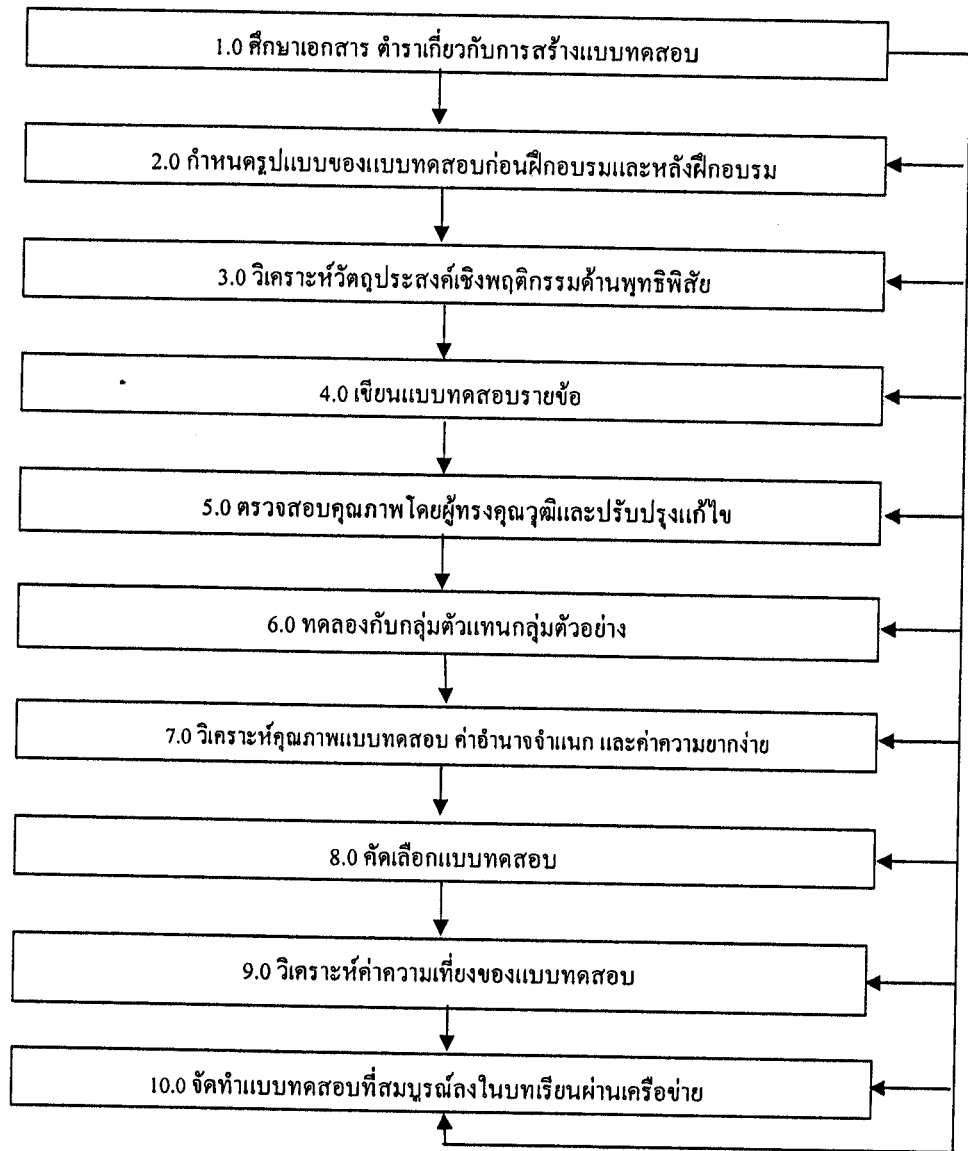 1.0 ศึกษาเอกสาร ตำราเกี่ยวกับการสร้างแบบทดสอบ
2.0 กำหนดรูปแบบของแบบทดสอบก่อนฝึกอบรมและหลังฝึกอบรม
3.0 วิเคราะห์วัตถุประสงค์เชิงพฤติกรรมด้านพุทธิพิสัย
4.0 เขียนแบบทดสอบรายข้อ
5.0 ตรวจสอบคุณภาพโดยผู้ทรงคุณวุฒิและปรับปรุงแก้ไข
6.0 ทดลองกับกลุ่มตัวแทนกลุ่มตัวอย่าง
7.0 วิเคราะห์คุณภาพแบบทดสอบ ค่าอำนาจจำแนก และค่าความยากง่าย
8.0 คัดเลือกแบบทดสอบ
9.0 วิเคราะห์ค่าความเที่ยงของแบบทดสอบ
10.0 จัดทำแบบทดสอบที่สมบูรณ์ลงในบทเรียนผ่านเครือข่าย